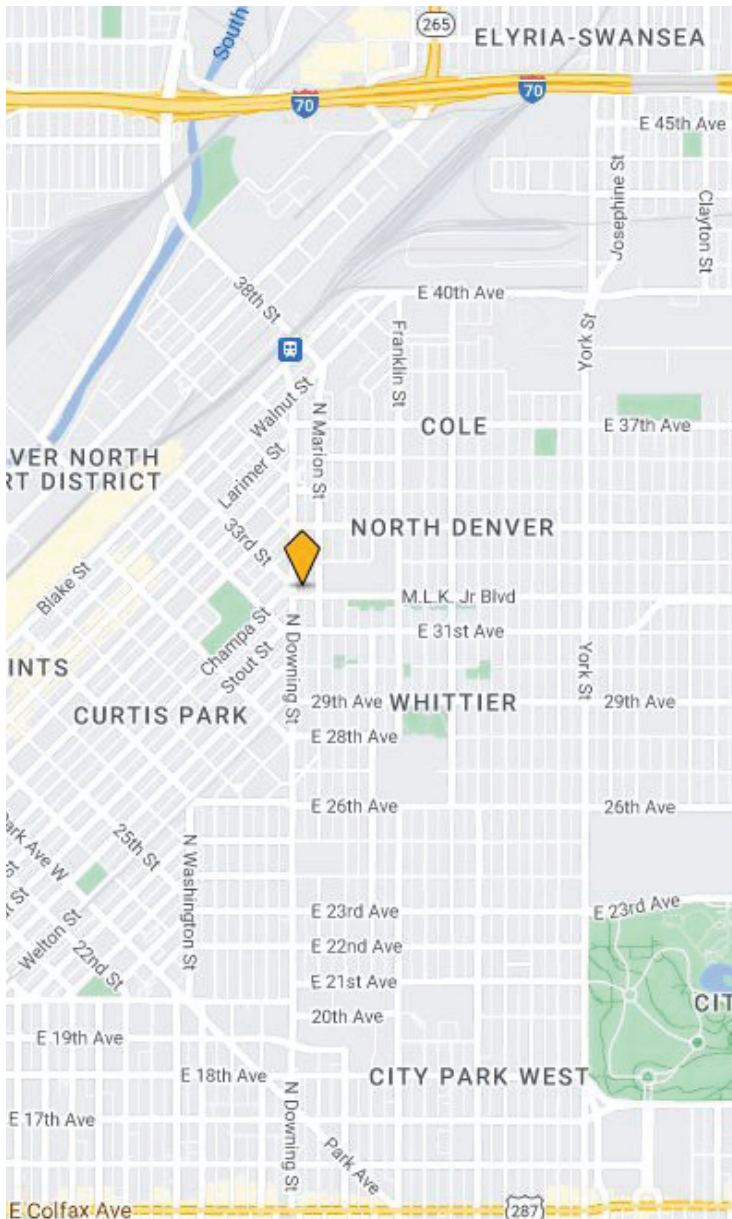 265
South
ELYRIA-SWANSEA
70
70
E 45th Ave
Josephine St
Clayton St
38th St
E 40th Ave
Franklin St
York St
Walnut St
N Marion St
COLE
E 37th Ave
VER NORTH
RT DISTRICT
Larimer St
33rd St
NORTH DENVER
Blake St
M.L.K. Jr Blvd
Champa St
N Downing St
E 31st Ave
Stout St
York St
INTS
CURTIS PARK
29th Ave
WHITTIER
29th Ave
E 28th Ave
E 26th Ave
26th Ave
Park Ave W
25th St
N Washington St
E 23rd Ave
E 23rd Ave
Welton St
22nd St
E 22nd Ave
E 21st Ave
CIT
20th Ave
E 19th Ave
E 18th Ave
CITY PARK WEST
N Downing St
E 17th Ave
Park Ave
E Colfax Ave
287